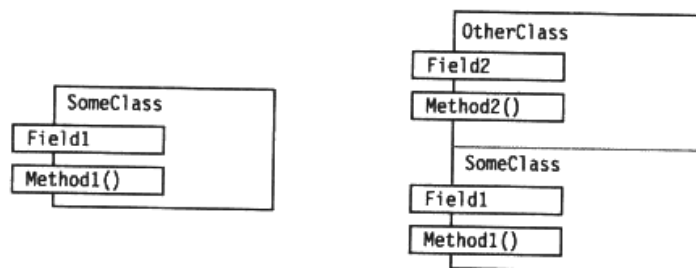 SomeClass
Field1
Method1()
OtherClass
Field2
Method2()
SomeClass
Field1
Method1()